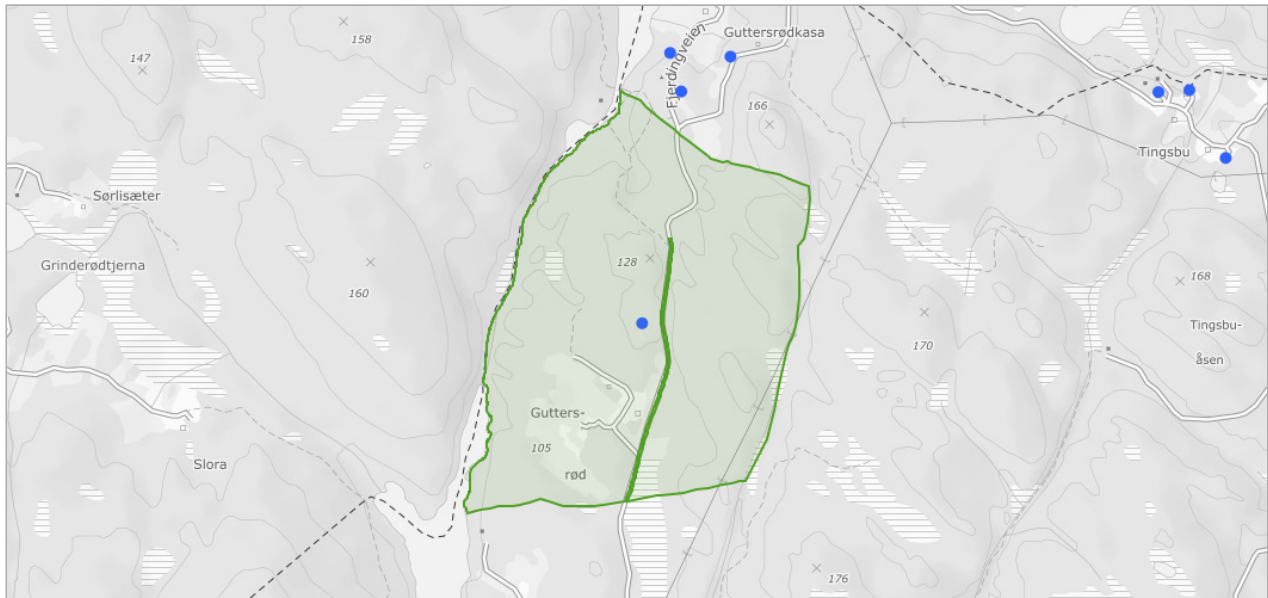 Guttersrødkasa
158
147
Fjerdingveien
166
Tingsbu
Sørlisæter
Grinderødtjerna
128
168
160
Tingsbu-
åsen
170
Gutters-
105
rød
Slora
176